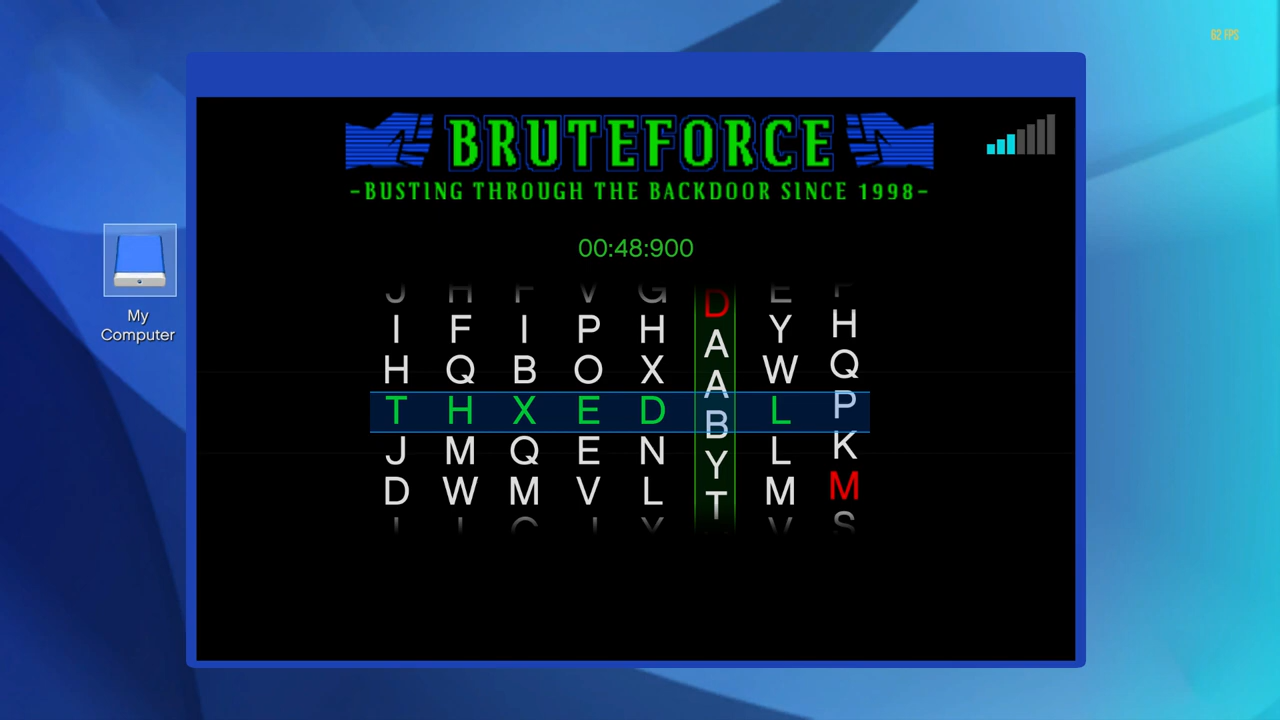 62 FPS
BRUTEFORCE
-BUSTING THROUGH THE BACKDOOR SINCE 1998-
00:48:900
My
Computer
J H F V G D E F
I F I P H A Y H
H Q B O X A W Q
T H X E D B L P
J M Q E N Y L K
D W M V L T M M